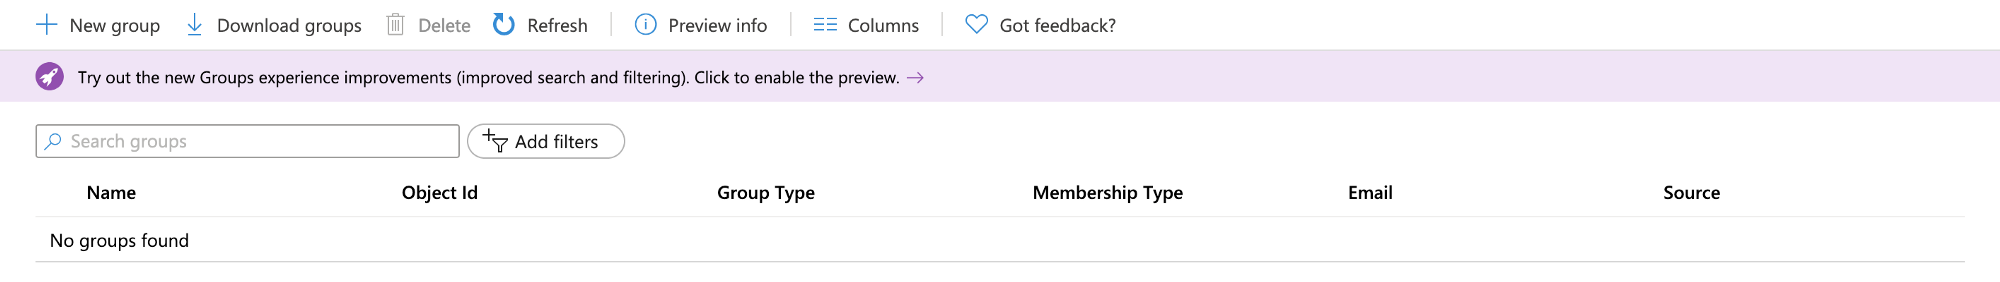 New group Download groups Delete Refresh Preview info Columns Got feedback?
Try out the new Groups experience improvements (improved search and filtering). Click to enable the preview. →
Search groups Add filters
Name Object Id Group Type Membership Type Email Source
No groups found